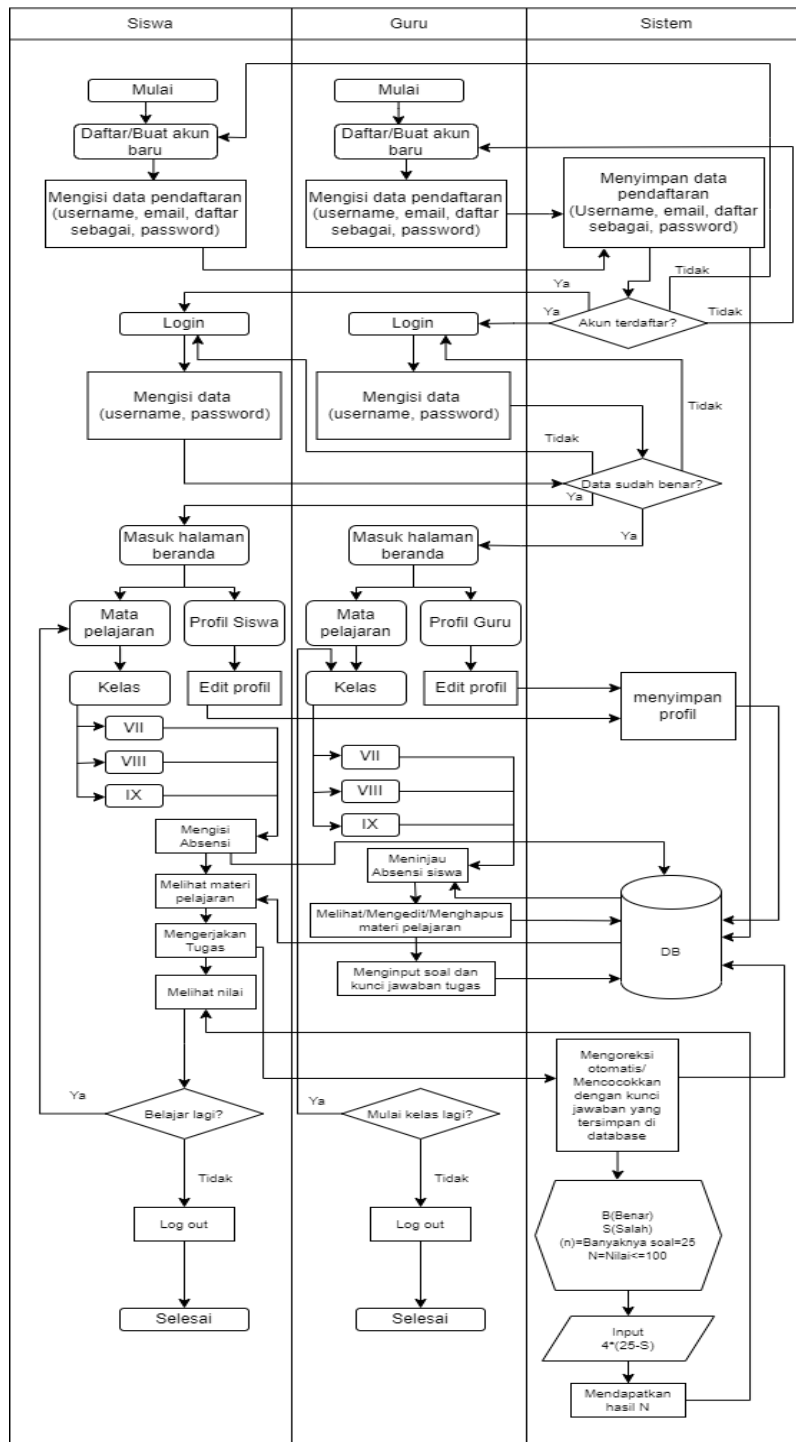 Siswa
Guru
Sistem
Mulai
Mulai
Daftar/Buat akun
baru
Daftar/Buat akun
baru
Mengisi data pendaftaran
(username, email, daftar
sebagai, password)
Mengisi data pendaftaran
(username, email, daftar
sebagai, password)
Menyimpan data
pendaftaran
(Username, email, daftar
sebagai, password)
Ya
Tidak
Login
Login
Ya
Akun terdaftar?
Tidak
Mengisi data
(username, password)
Mengisi data
(username, password)
Tidak
Tidak
Data sudah benar?
Ya
Ya
Masuk halaman
beranda
Masuk halaman
beranda
Mata
pelajaran
Profil Siswa
Mata
pelajaran
Profil Guru
Kelas
Edit profil
Kelas
Edit profil
menyimpan
profil
VII
VIII
IX
VII
VIII
IX
Mengisi
Absensi
Meninjau
Absensi siswa
Melihat materi
pelajaran
Melihat/Mengedit/Menghapus
materi pelajaran
Mengerjakan
Tugas
Menginput soal dan
kunci jawaban tugas
DB
Melihat nilai
Mengoreksi
otomatis/
Mencocokkan
dengan kunci
jawaban yang
tersimpan di
database
Ya
Belajar lagi?
Ya
Mulai kelas lagi?
Tidak
Tidak
Log out
Log out
B(Benar)
S(Salah)
(n)=Banyaknya soal=25
N=Nilai<=100
Selesai
Selesai
Input
4*(25-S)
Mendapatkan
hasil N